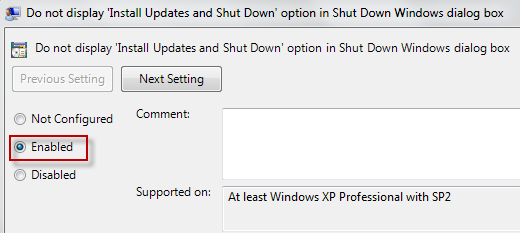 Do not display 'Install Updates and Shut Down' option in Shut Down Windows dialog box
Do not display 'Install Updates and Shut Down' option in Shut Down Windows dialog box
Previous Setting
Next Setting
Not Configured
Comment:
Enabled
Disabled
Supported on:
At least Windows XP Professional with SP2